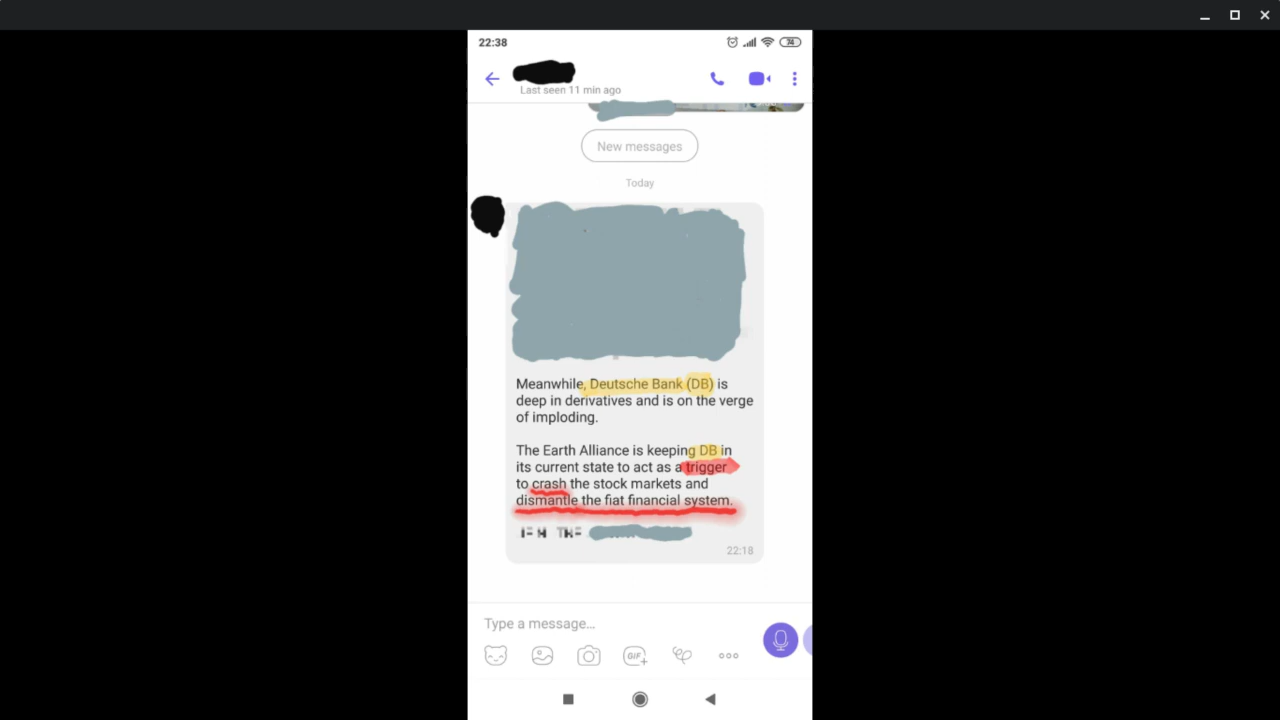 22:38
74
Last seen 11 min ago
New messages
Today
Meanwhile, Deutsche Bank (DB) is
deep in derivatives and is on the verge
of imploding.
The Earth Alliance is keeping DB in
its current state to act as a trigger
to crash the stock markets and
dismantle the fiat financial system.
22:18
Type a message...
GIF